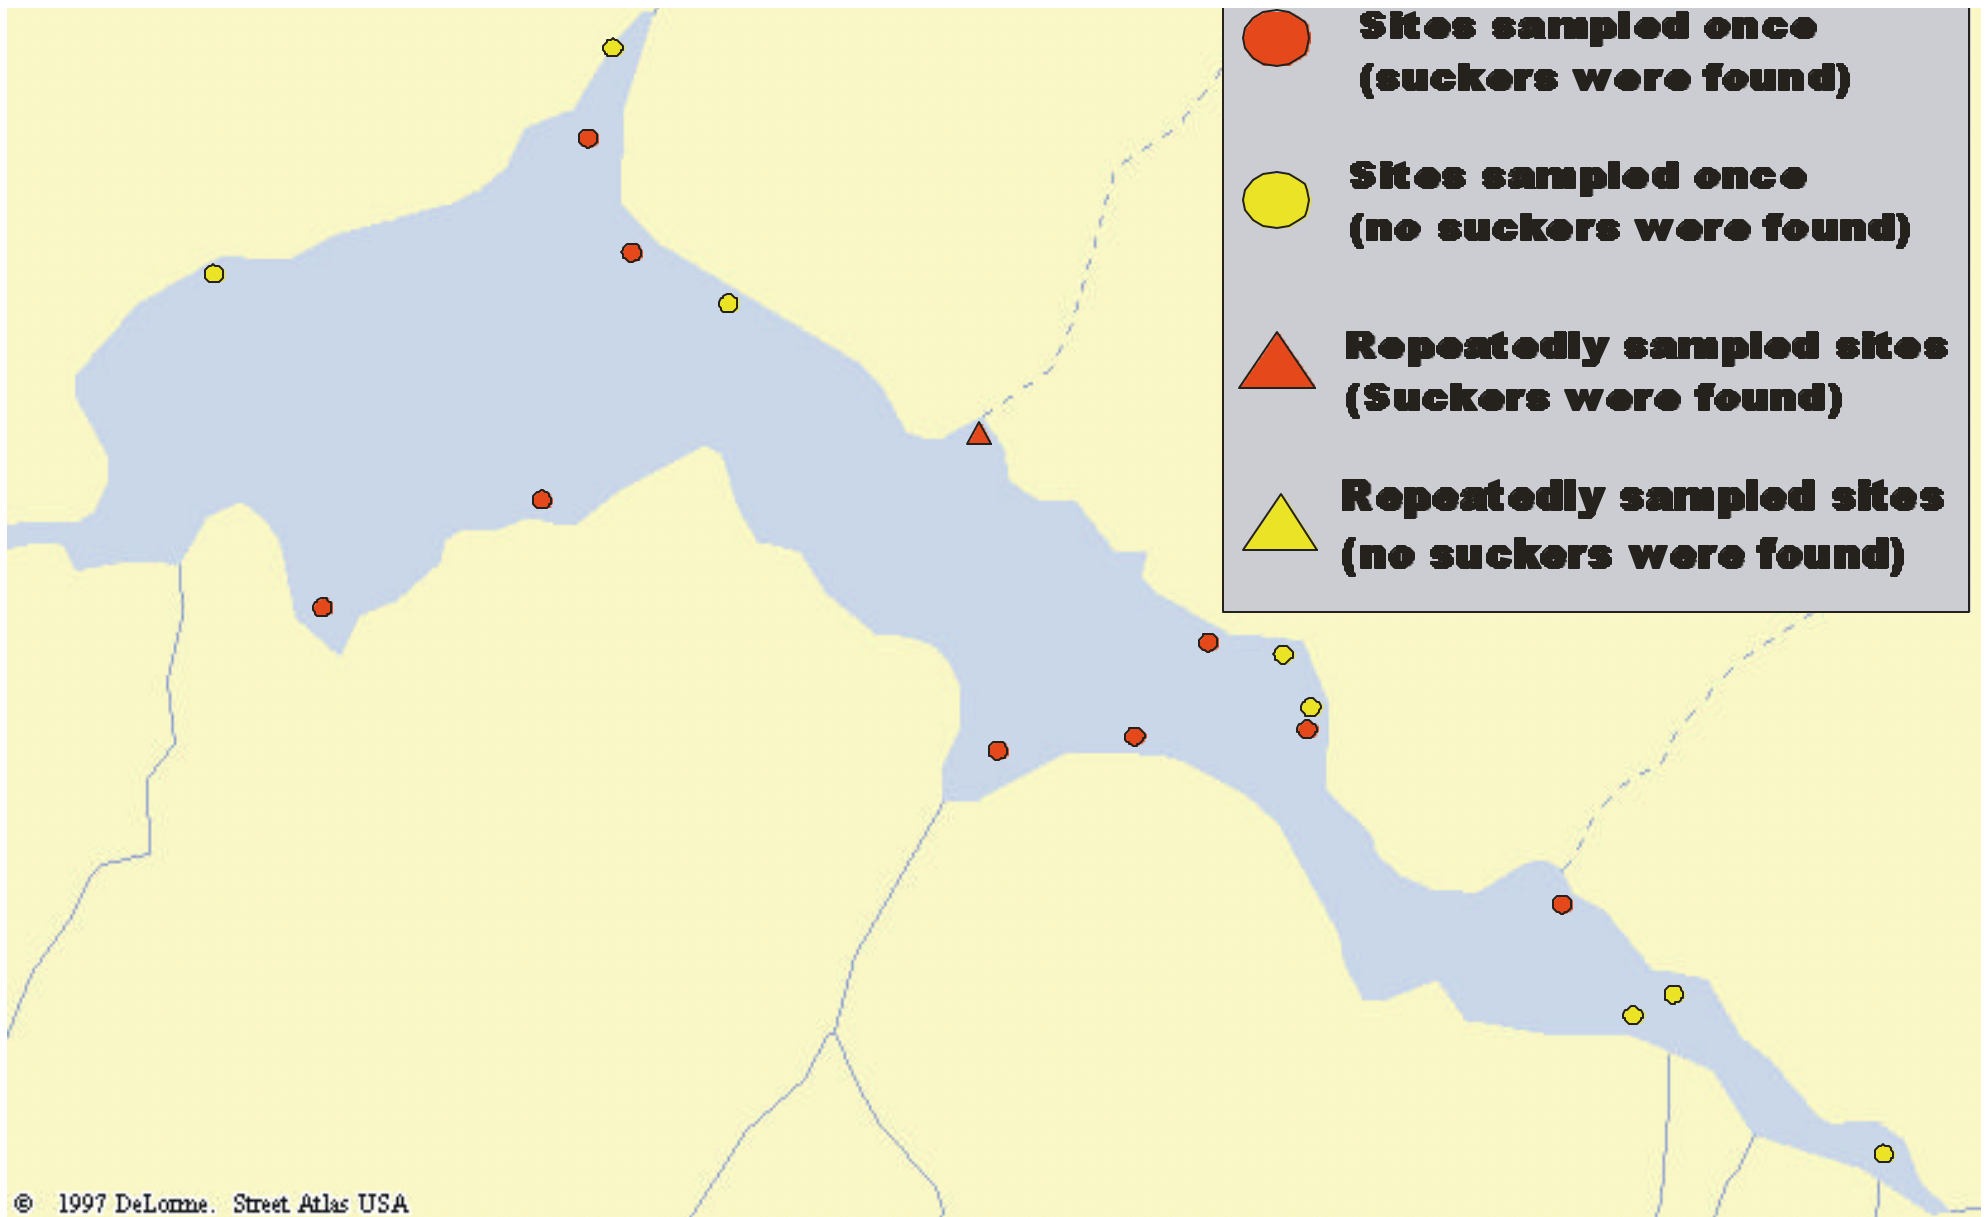 Sites sampled once
(suckers were found)
Sites sampled once
(no suckers were found)
Repeatedly sampled sites
(Suckers were found)
Repeatedly sampled sites
(no suckers were found)
© 1997 DeLorme. Street Atlas USA